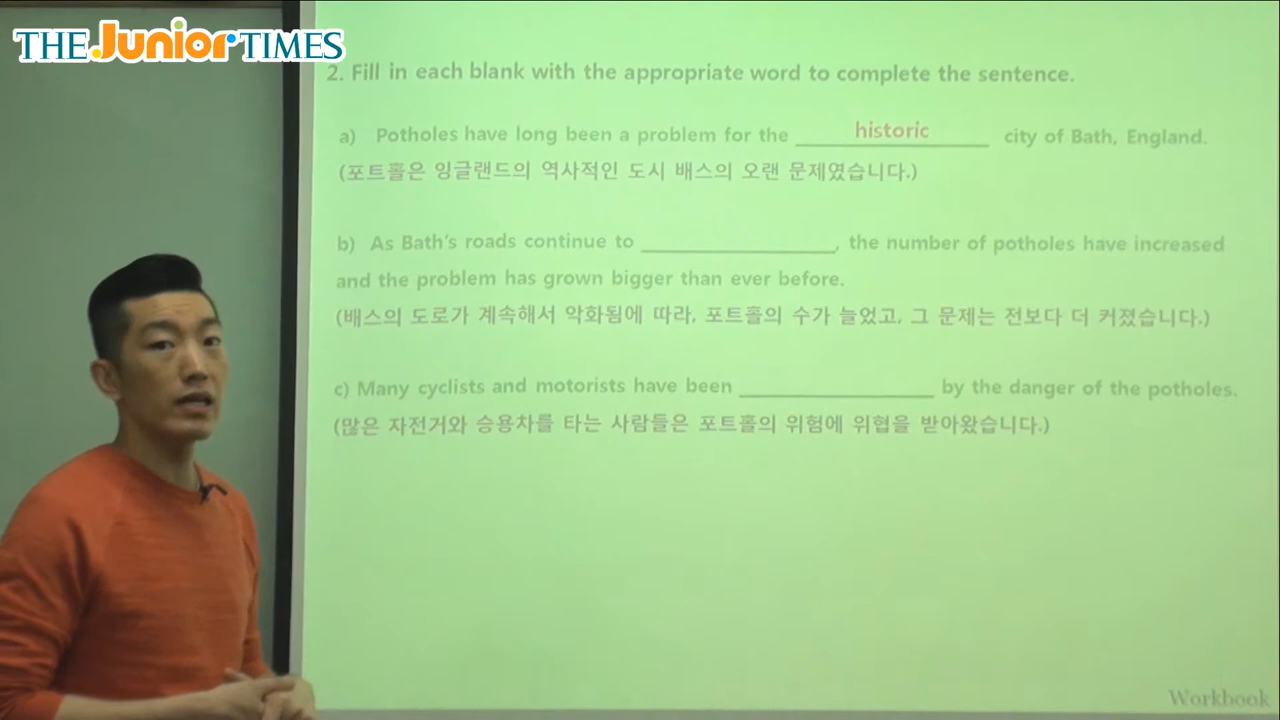 THE Junior TIMES
2. Fill in each blank with the appropriate word to complete the sentence.
a) Potholes have long been a problem for the historic city of Bath, England.
(포트홀은 잉글랜드의 역사적인 도시 배스의 오랜 문제였습니다.)
b) As Bath's roads continue to ____________, the number of potholes have increased
and the problem has grown bigger than ever before.
(배스의 도로가 계속해서 악화됨에 따라, 포트홀의 수가 늘었고, 그 문제는 전보다 더 커졌습니다.)
c) Many cyclists and motorists have been ____________ by the danger of the potholes.
(많은 자전거와 승용차를 타는 사람들은 포트홀의 위험에 위협을 받아왔습니다.)
Workbook